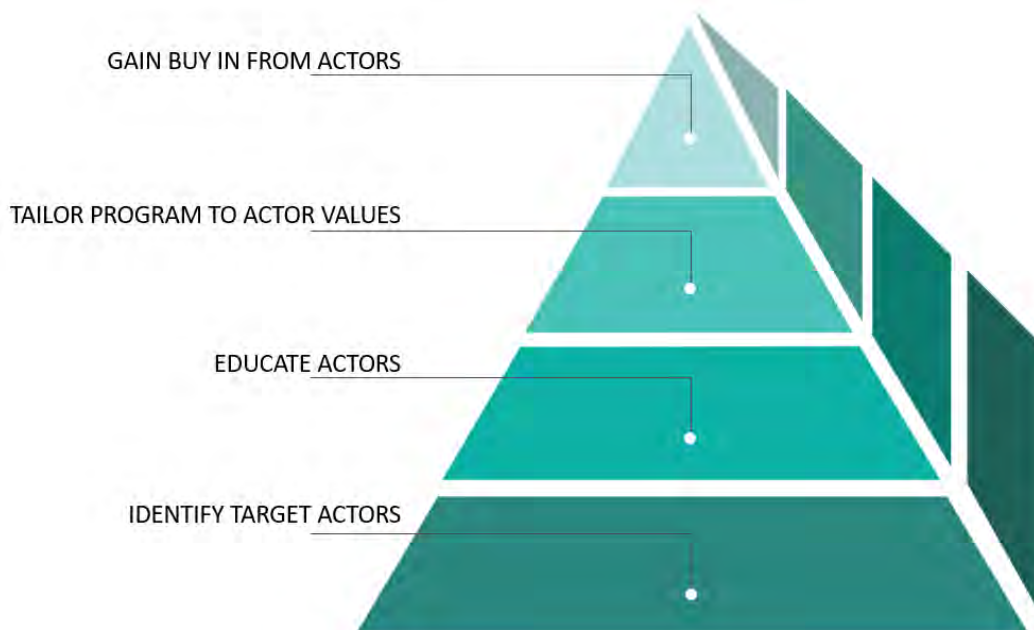 GAIN BUY IN FROM ACTORS
TAILOR PROGRAM TO ACTOR VALUES
EDUCATE ACTORS
IDENTIFY TARGET ACTORS